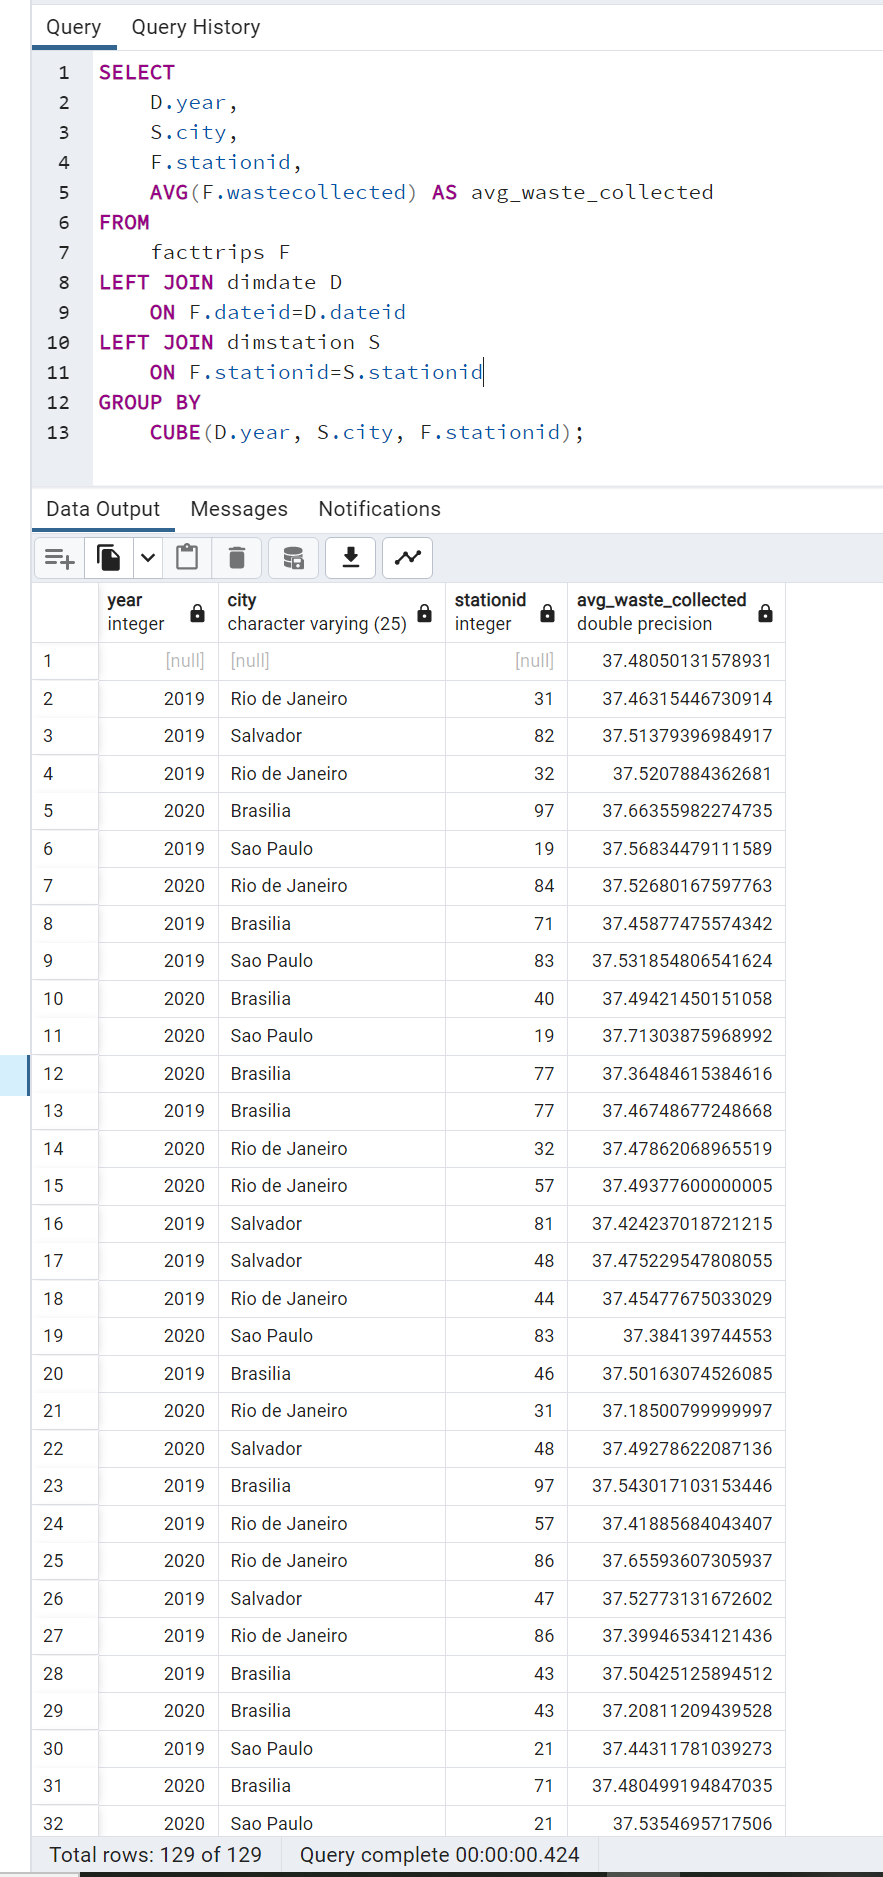 Query Query History
1 SELECT
2 D.year,
3 S.city,
4 F.stationid,
5 AVG(F.wastecollected) AS avg_waste_collected
6 FROM
7 facttrips F
8 LEFT JOIN dimdate D
9 ON F.dateid=D.dateid
10 LEFT JOIN dimstation S
11 ON F.stationid=S.stationid
12 GROUP BY
13 CUBE(D.year, S.city, F.stationid);
Data Output Messages Notifications
year city stationid avg_waste_collected
integer character varying (25) integer double precision
1 [null] [null] [null] 37.48050131578931
2 2019 Rio de Janeiro 31 37.46315446730914
3 2019 Salvador 82 37.51379396984917
4 2019 Rio de Janeiro 32 37.5207884362681
5 2020 Brasilia 97 37.66355982274735
6 2019 Sao Paulo 19 37.56834479111589
7 2020 Rio de Janeiro 84 37.52680167597763
8 2019 Brasilia 71 37.45877475574342
9 2019 Sao Paulo 83 37.531854806541624
10 2020 Brasilia 40 37.49421450151058
11 2020 Sao Paulo 19 37.71303875968992
12 2020 Brasilia 77 37.36484615384616
13 2019 Brasilia 77 37.46748677248668
14 2020 Rio de Janeiro 32 37.47862068965519
15 2020 Rio de Janeiro 57 37.49377600000005
16 2019 Salvador 81 37.424237018721215
17 2019 Salvador 48 37.475229547808055
18 2019 Rio de Janeiro 44 37.45477675033029
19 2020 Sao Paulo 83 37.384139744553
20 2019 Brasilia 46 37.50163074526085
21 2020 Rio de Janeiro 31 37.18500799999997
22 2020 Salvador 48 37.49278622087136
23 2019 Brasilia 97 37.543017103153446
24 2019 Rio de Janeiro 57 37.41885684043407
25 2020 Rio de Janeiro 86 37.65593607305937
26 2019 Salvador 47 37.52773131672602
27 2019 Rio de Janeiro 86 37.39946534121436
28 2019 Brasilia 43 37.50425125894512
29 2020 Brasilia 43 37.20811209439528
30 2019 Sao Paulo 21 37.44311781039273
31 2020 Brasilia 71 37.480499194847035
32 2020 Sao Paulo 21 37.5354695717506
Total rows: 129 of 129 Query complete 00:00:00.424